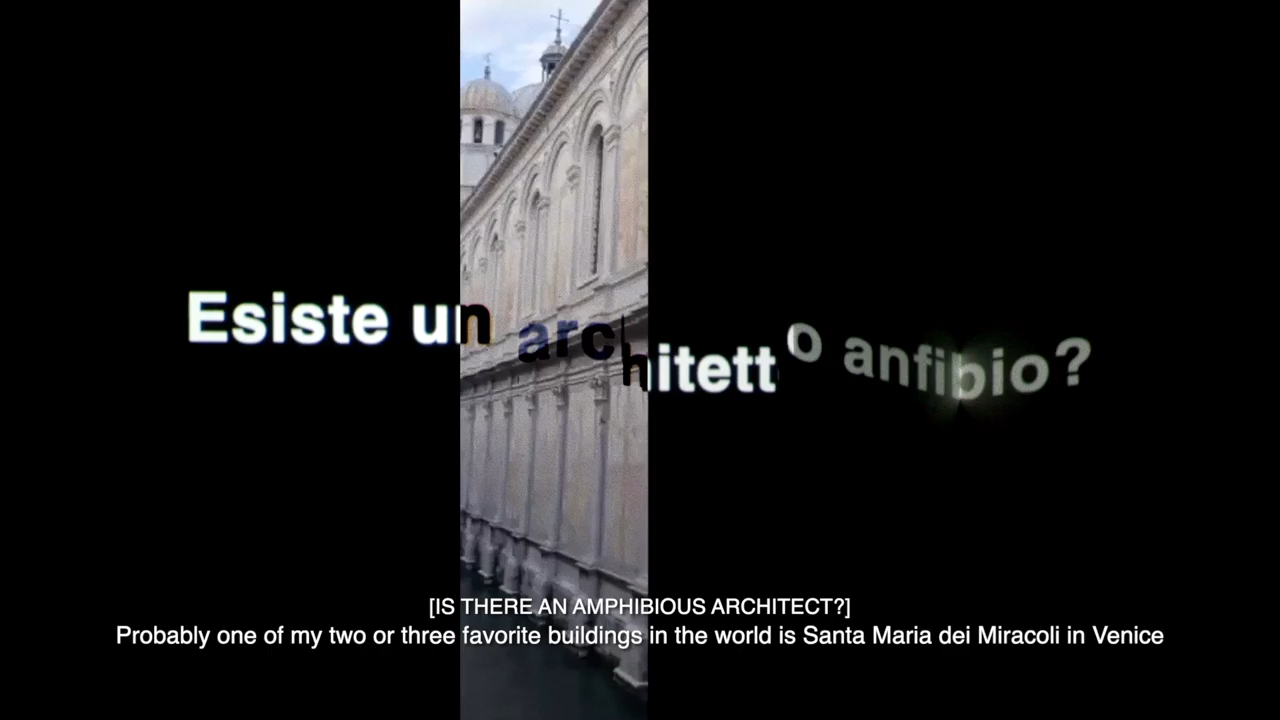 Esiste un architetto anfibio?
[IS THERE AN AMPHIBIOUS ARCHITECT?]
Probably one of my two or three favorite buildings in the world is Santa Maria dei Miracoli in Venice